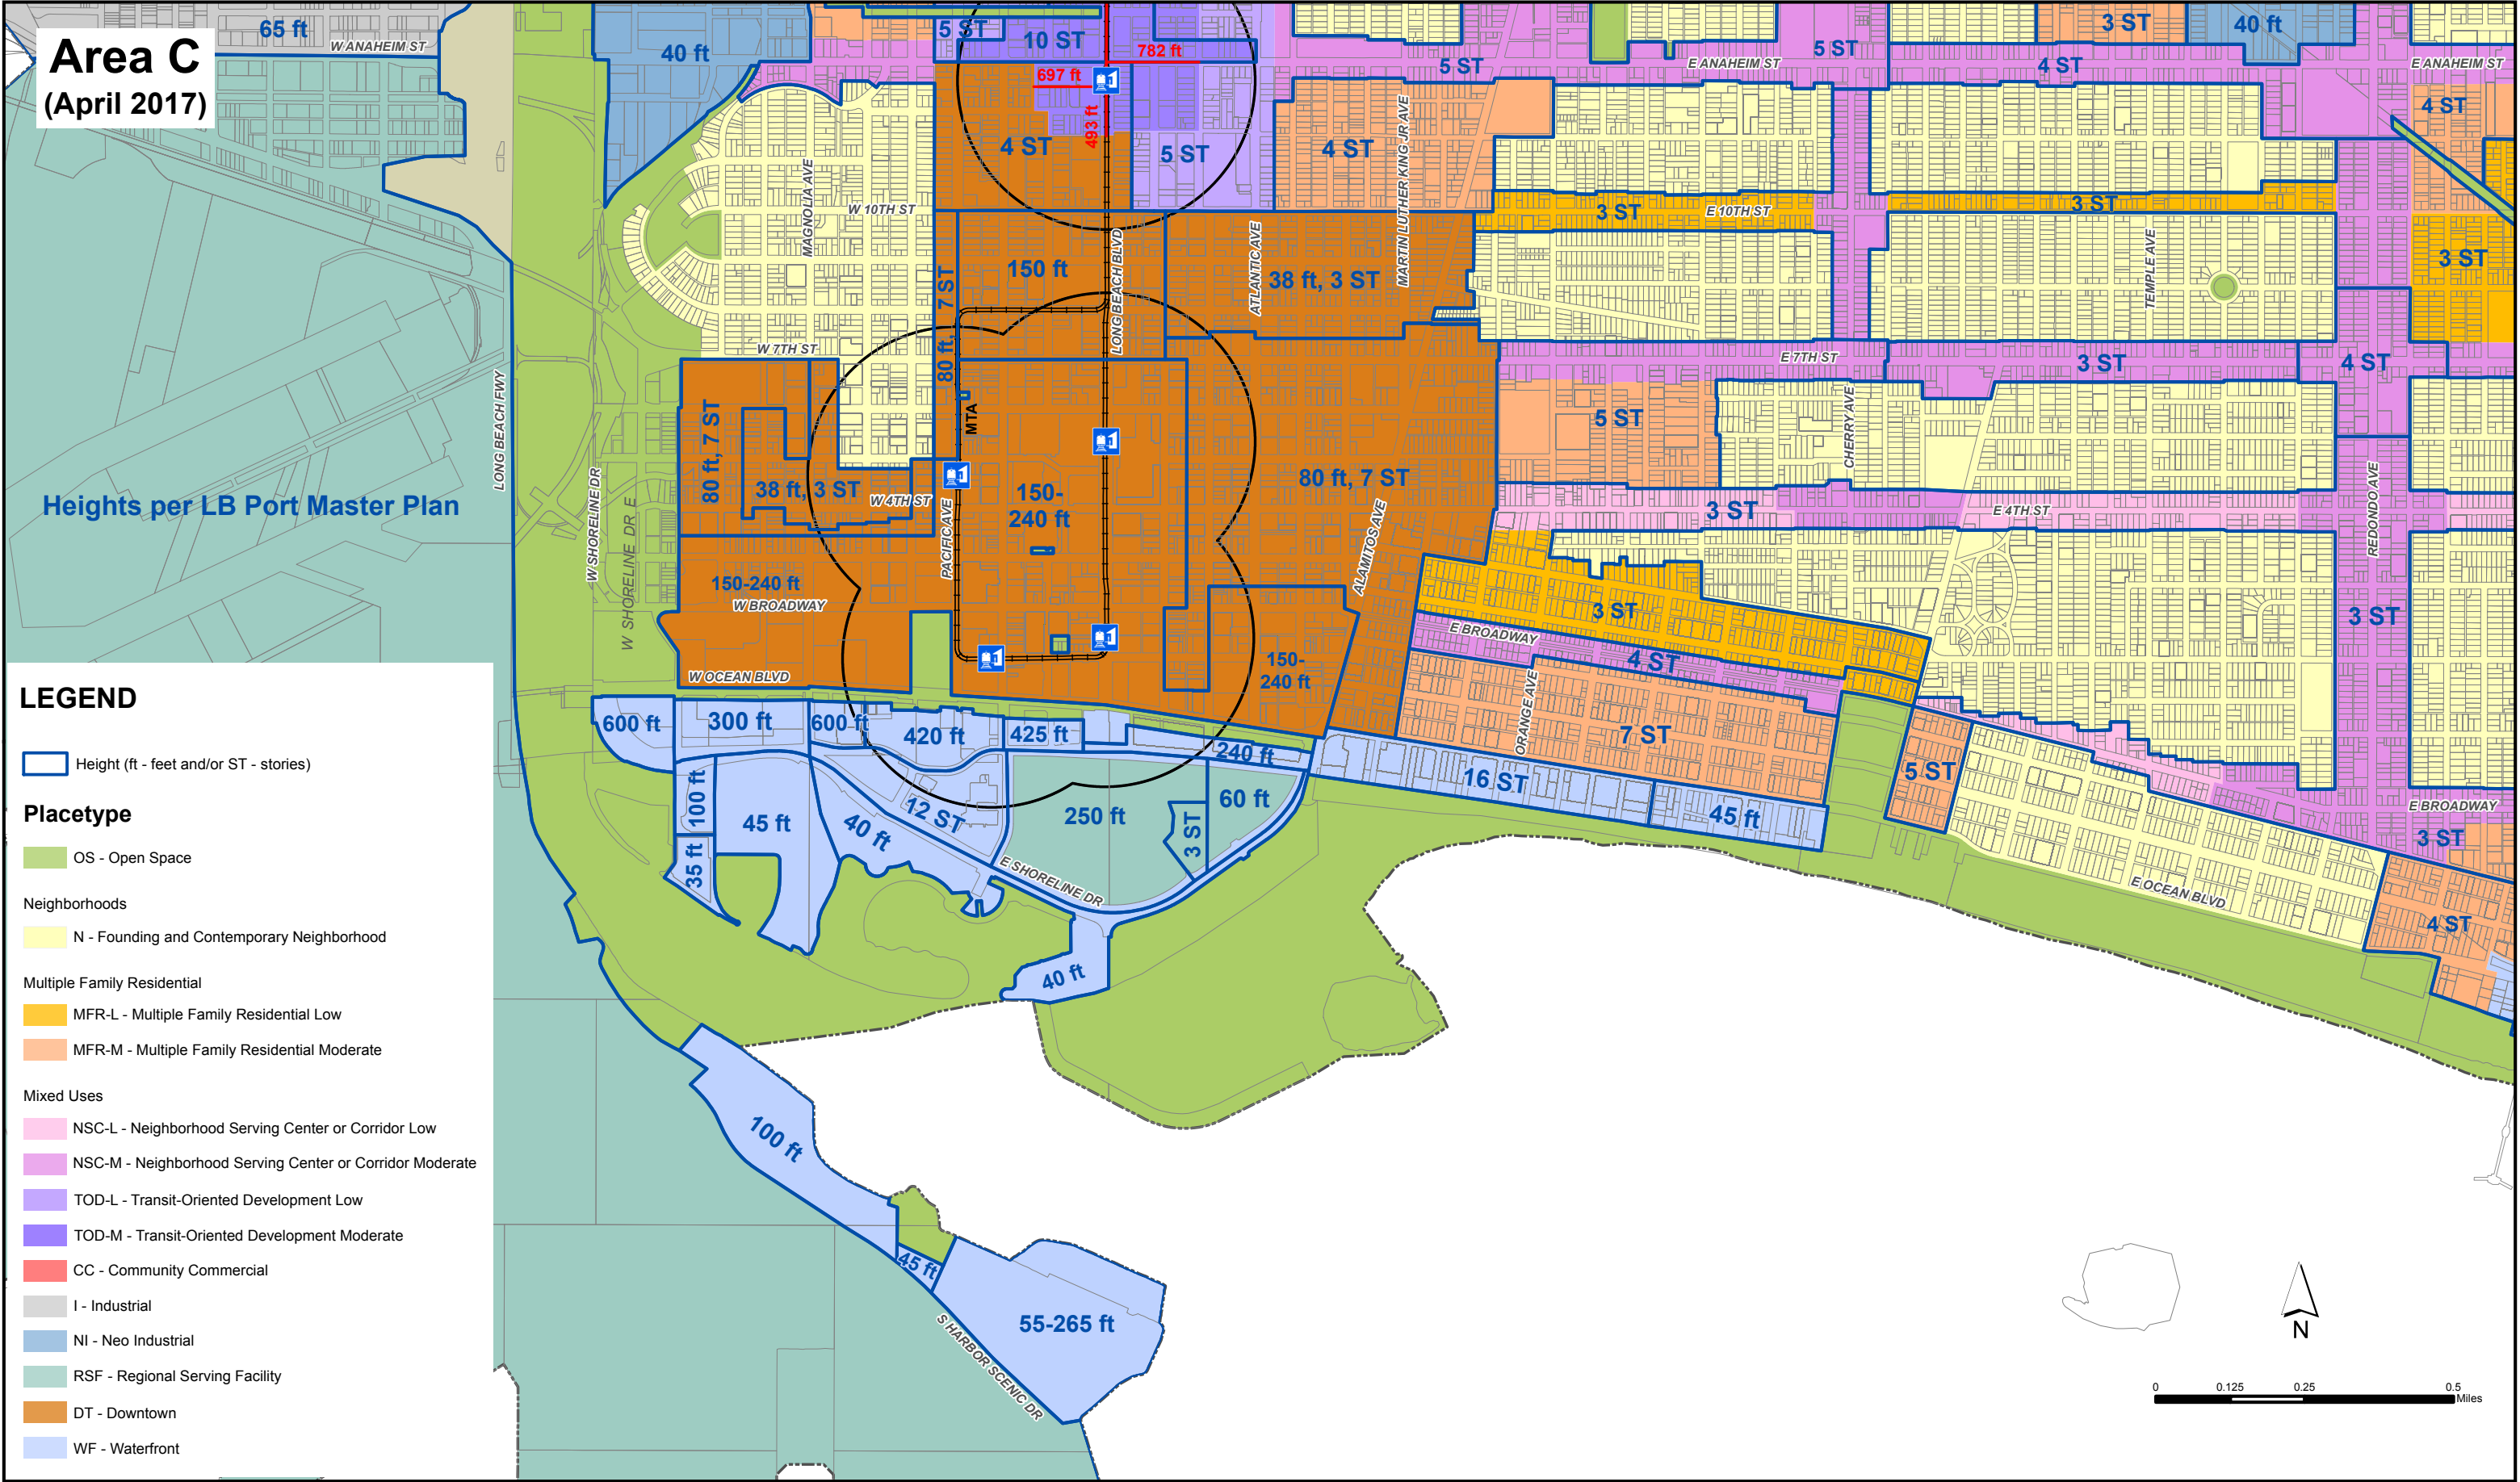 Area C
(April 2017)
65 ft
W ANAHEIM ST
40 ft
5 ST
10 ST
782 ft
697 ft
493 ft
5 ST
5 ST
E ANAHEIM ST
3 ST
40 ft
4 ST
E ANAHEIM ST
4 ST
4 ST
5 ST
4 ST
MARTIN LUTHER KING JR AVE
MAGNOLIA AVE
W 10TH ST
3 ST
E 10TH ST
3 ST
150 ft
LONG BEACH BLVD
ATLANTIC AVE
38 ft, 3 ST
TEMPLE AVE
3 ST
80 ft, 7 ST
W 7TH ST
E 7TH ST
3 ST
4 ST
LONG BEACH FWY
80 ft, 7 ST
MTA
5 ST
CHERRY AVE
Heights per LB Port Master Plan
W SHORELINE DR
W SHORELINE DR E
38 ft, 3 ST
W 4TH ST
PACIFIC AVE
150-
240 ft
80 ft, 7 ST
ALAMITOS AVE
3 ST
E 4TH ST
REDONDO AVE
150-240 ft
W BROADWAY
3 ST
E BROADWAY
4 ST
3 ST
150-
240 ft
W OCEAN BLVD
600 ft
300 ft
600 ft
420 ft
425 ft
240 ft
ORANGE AVE
7 ST
16 ST
45 ft
5 ST
100 ft
45 ft
40 ft
12 ST
250 ft
3 ST
60 ft
35 ft
E SHORELINE DR
40 ft
E BROADWAY
3 ST
E OCEAN BLVD
4 ST
100 ft
45 ft
55-265 ft
S HARBOR SCENIC DR
LEGEND
Height (ft - feet and/or ST - stories)
Placetype
OS - Open Space
Neighborhoods
N - Founding and Contemporary Neighborhood
Multiple Family Residential
MFR-L - Multiple Family Residential Low
MFR-M - Multiple Family Residential Moderate
Mixed Uses
NSC-L - Neighborhood Serving Center or Corridor Low
NSC-M - Neighborhood Serving Center or Corridor Moderate
TOD-L - Transit-Oriented Development Low
TOD-M - Transit-Oriented Development Moderate
CC - Community Commercial
I - Industrial
NI - Neo Industrial
RSF - Regional Serving Facility
DT - Downtown
WF - Waterfront
N
0 0.125 0.25 0.5
Miles